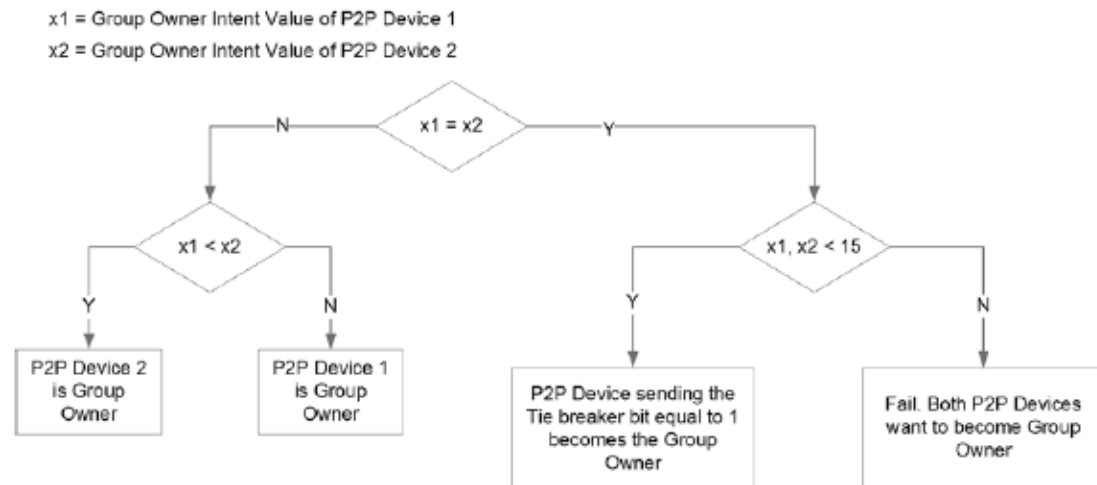 x1 = Group Owner Intent Value of P2P Device 1
x2 = Group Owner Intent Value of P2P Device 2
x1 = x2
N
Y
x1 < x2
x1, x2 < 15
Y
N
Y
N
P2P Device 2
is Group
Owner
P2P Device 1
is Group
Owner
P2P Device sending the
Tie breaker bit equal to 1
becomes the Group
Owner
Fail. Both P2P Devices
want to become Group
Owner